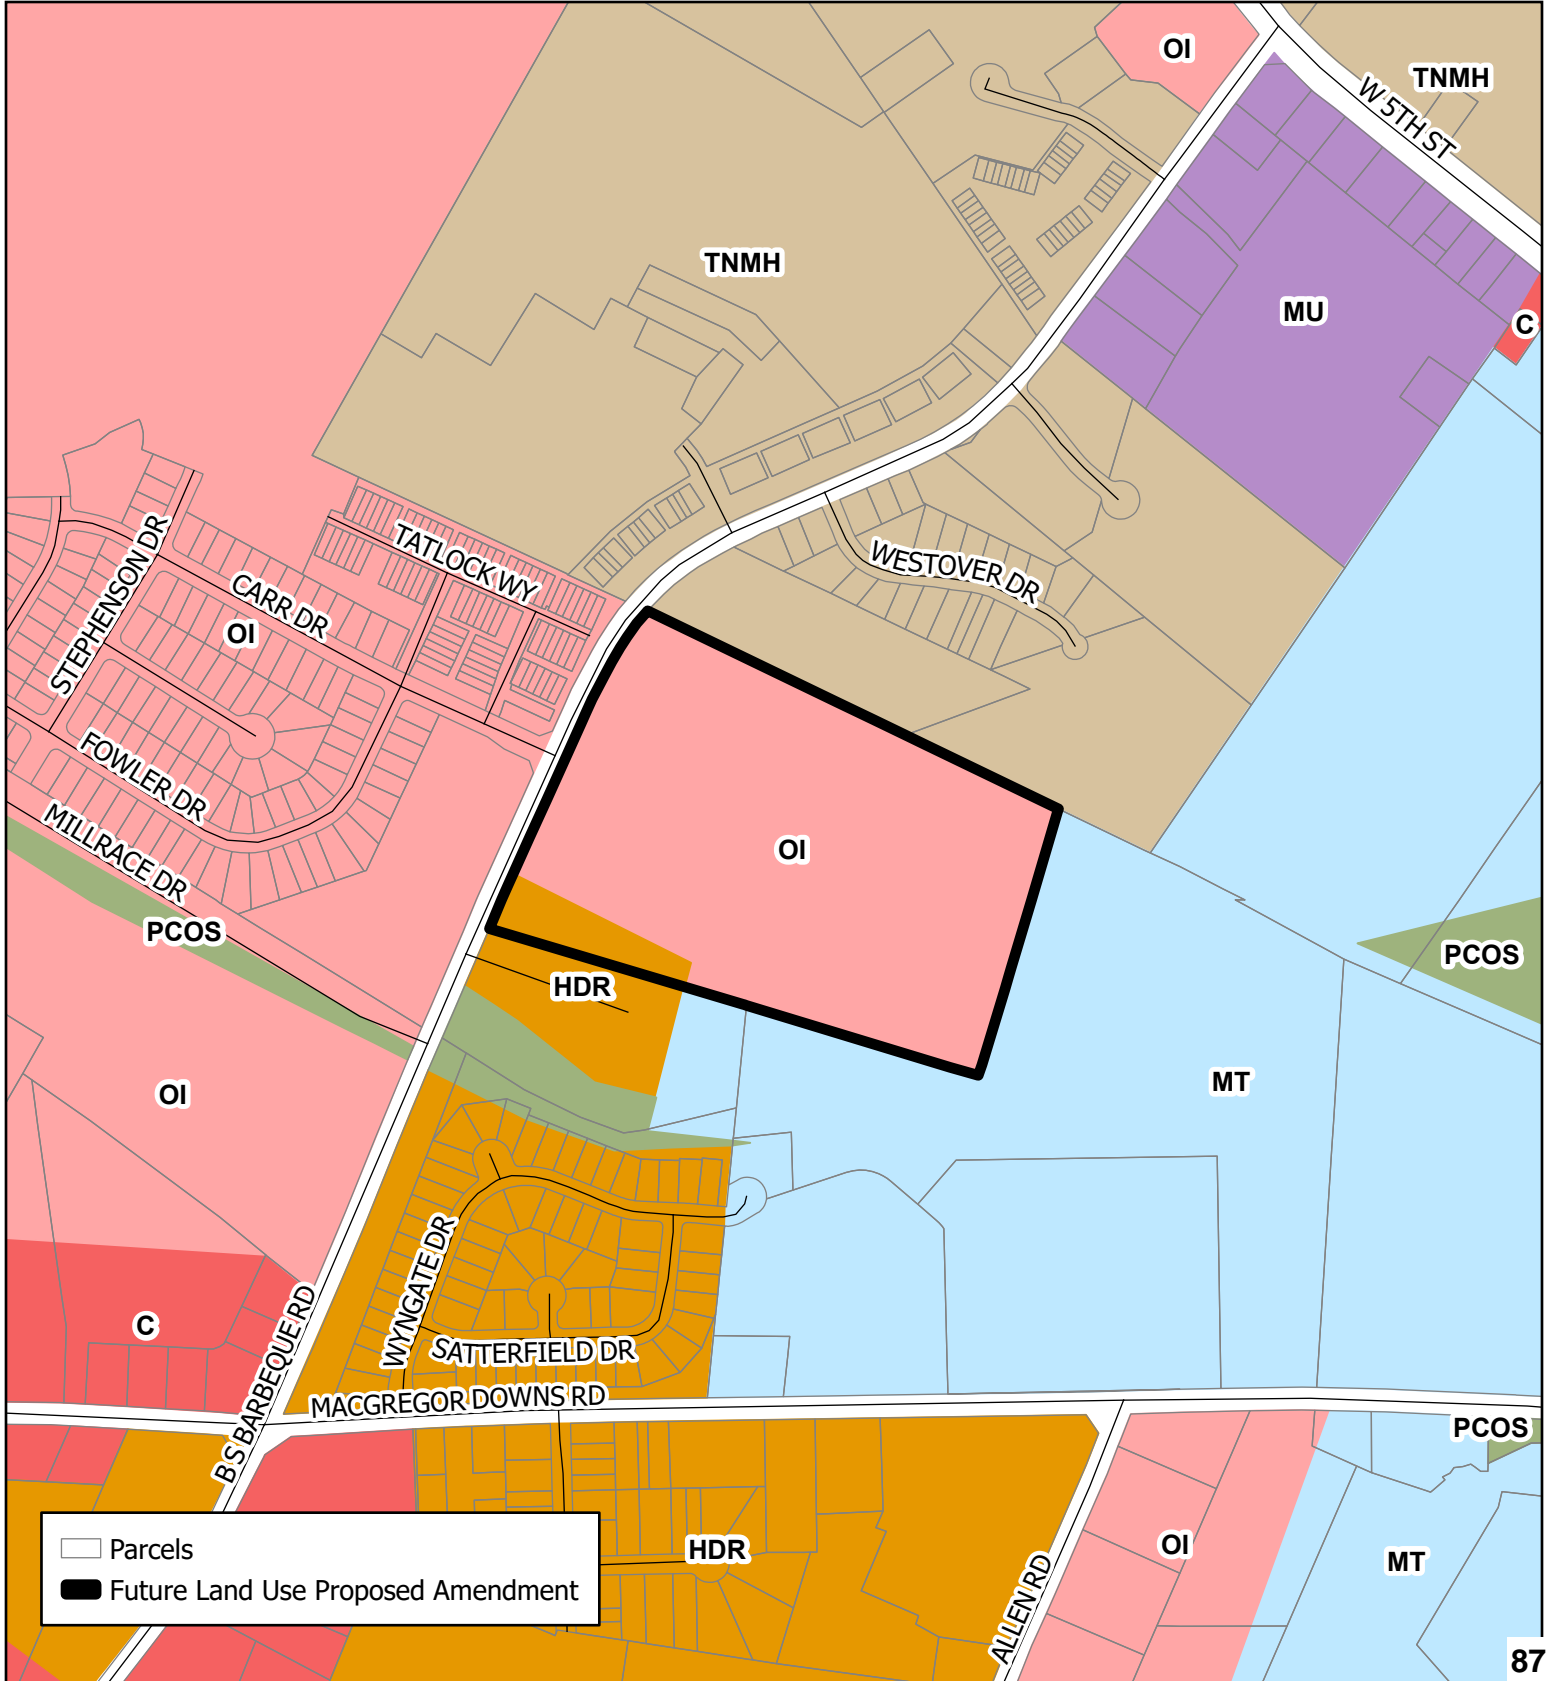 OI
TNMH
W 5TH ST
TNMH
MU
C
TATLOCK WY
WESTOVER DR
STEPHENSON DR
CARR DR
OI
FOWLER DR
MILLRACE DR
OI
PCOS
PCOS
HDR
OI
MT
WYNGATE DR
C
B S BARBEQUE RD
SATTERFIELD DR
MACGREGOR DOWNS RD
PCOS
HDR
OI
MT
ALLEN RD
Parcels
Future Land Use Proposed Amendment
87